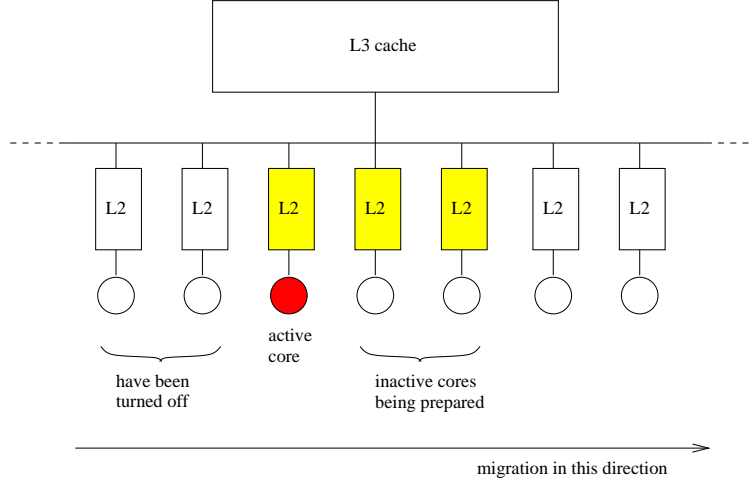 L3 cache
L2 L2 L2 L2 L2 L2 L2
active
core
have been
turned off
inactive cores
being prepared
migration in this direction